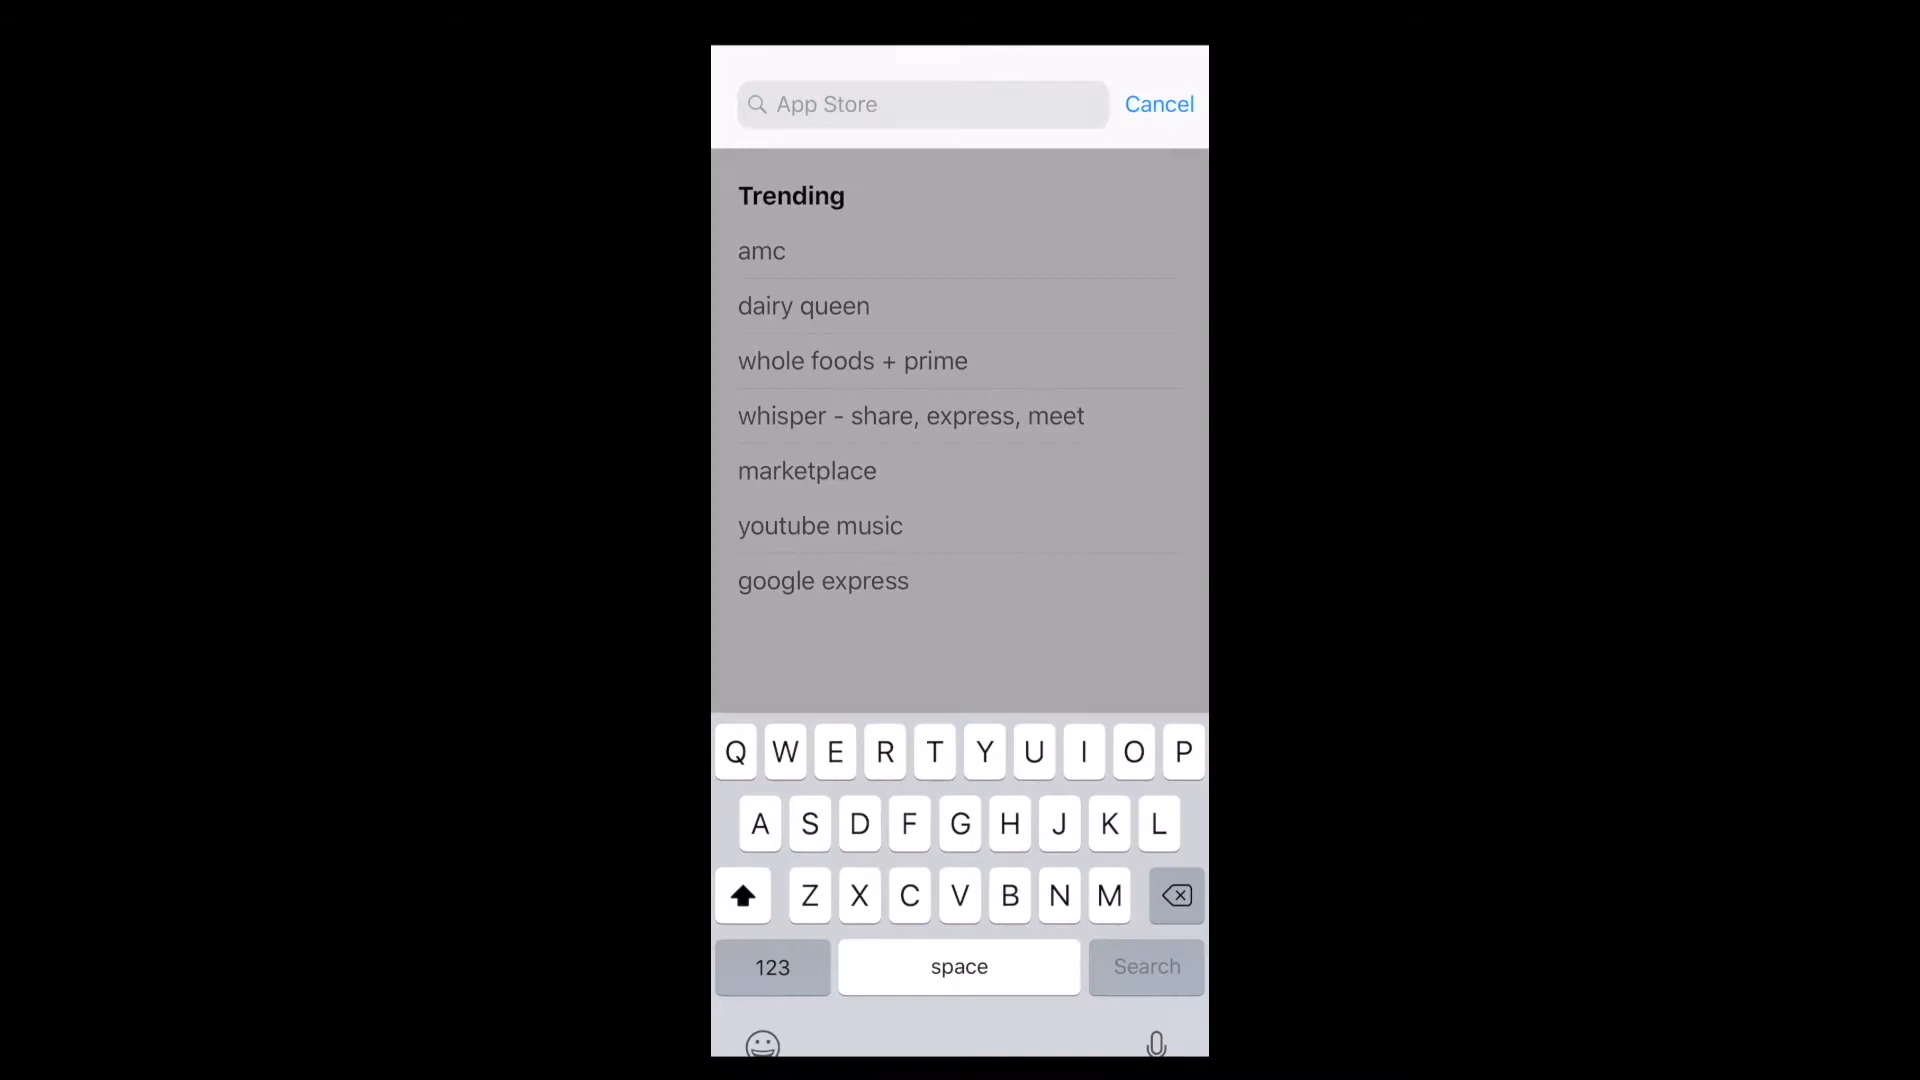 App Store
Cancel
Trending
amc
dairy queen
whole foods + prime
whisper - share, express, meet
marketplace
youtube music
google express
Q W E R T Y U I O P
A S D F G H J K L
Z X C V B N M
123 space Search